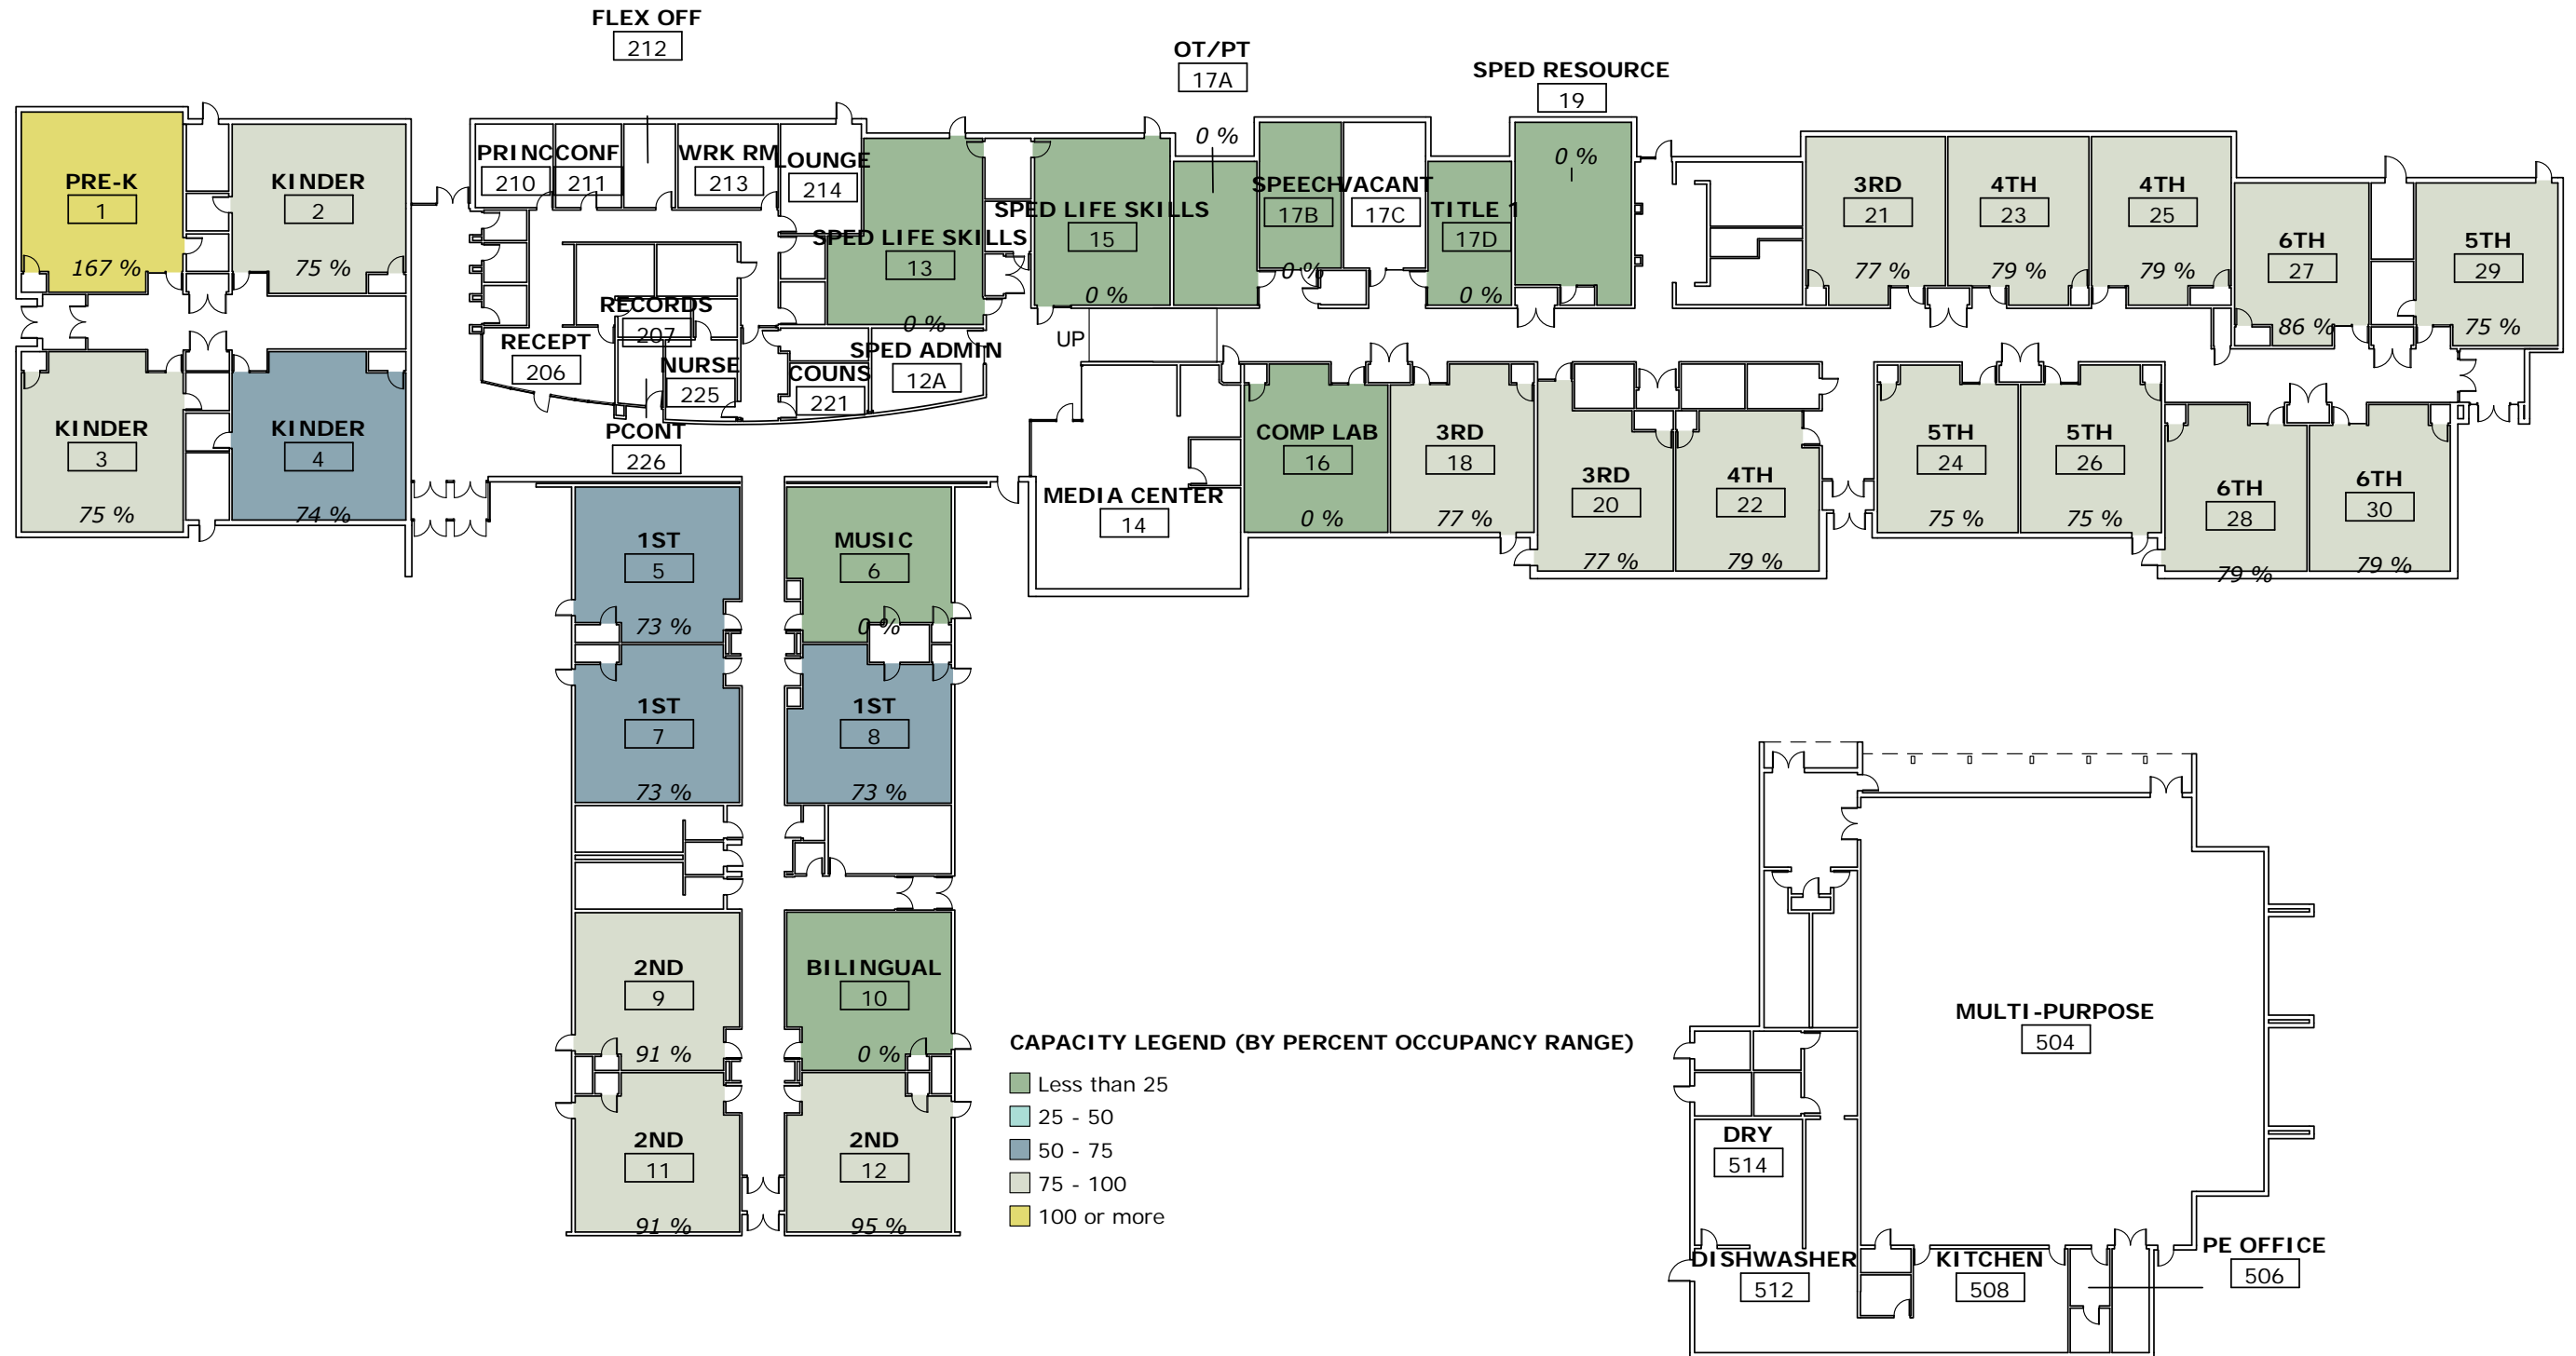 FLEX OFF
212
OT/PT
17A
SPED RESOURCE
19
0 %
PRE-K
1
167 %
KINDER
2
75 %
PRINC
210
CONF
211
WRK RM
213
LOUNGE
214
SPED LIFE SKILLS
13
0 %
SPED LIFE SKILLS
15
0 %
0 %
SPEECH
17B
0 %
VACANT
17C
TITLE 1
17D
0 %
3RD
21
77 %
4TH
23
79 %
4TH
25
79 %
6TH
27
86 %
5TH
29
75 %
RECORDS
207
RECEPT
206
NURSE
225
COUNS
221
SPED ADMIN
12A
UP
PCONT
226
KINDER
3
75 %
KINDER
4
74 %
MEDIA CENTER
14
COMP LAB
16
0 %
3RD
18
77 %
3RD
20
77 %
4TH
22
79 %
5TH
24
75 %
5TH
26
75 %
6TH
28
79 %
6TH
30
79 %
1ST
5
73 %
MUSIC
6
0 %
1ST
7
73 %
1ST
8
73 %
2ND
9
91 %
BILINGUAL
10
0 %
2ND
11
91 %
2ND
12
95 %
CAPACITY LEGEND (BY PERCENT OCCUPANCY RANGE)
Less than 25
25 - 50
50 - 75
75 - 100
100 or more
MULTI-PURPOSE
504
DRY
514
DISHWASHER
512
KITCHEN
508
PE OFFICE
506